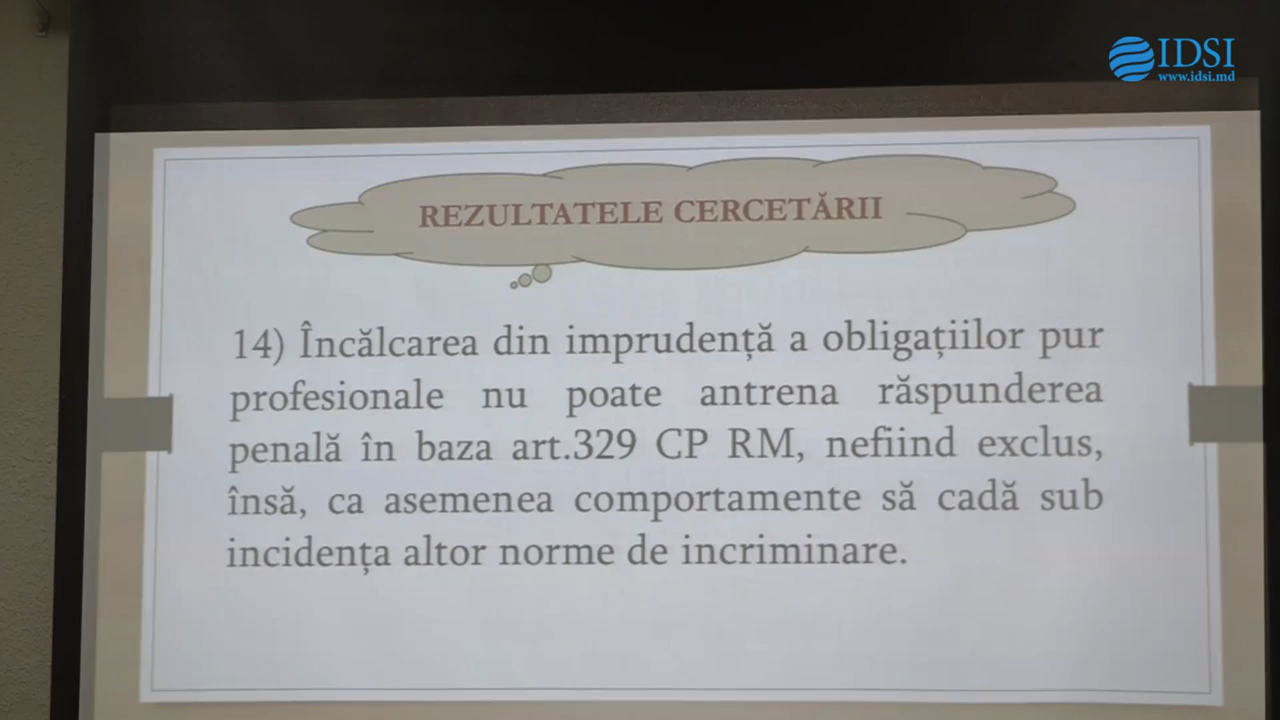 IDSI
www.idsi.md
REZULTATELE CERCETĂRII
14) Încălcarea din imprudență a obligațiilor pur
profesionale nu poate antrena răspunderea
penală în baza art.329 CP RM, nefiind exclus,
însă, ca asemenea comportamente să cadă sub
incidența altor norme de incriminare.